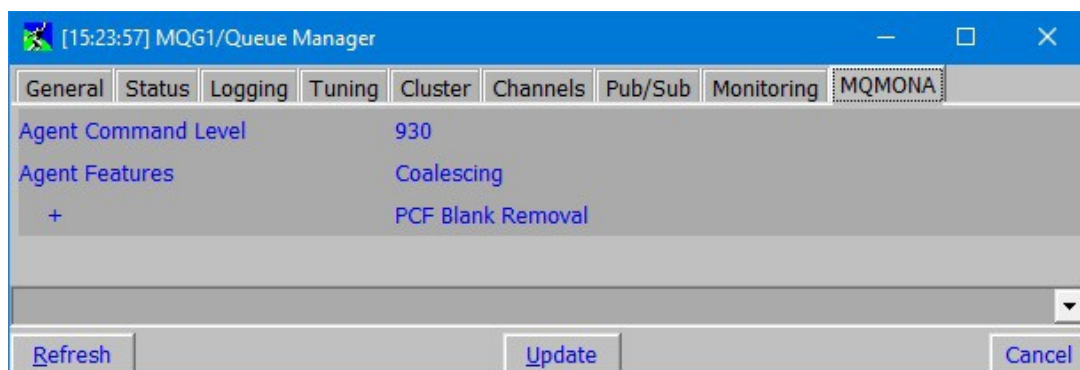 [15:23:57] MQG1/Queue Manager
General Status Logging Tuning Cluster Channels Pub/Sub Monitoring MQMONA
Agent Command Level 930
Agent Features Coalescing
+ PCF Blank Removal
Refresh Update Cancel